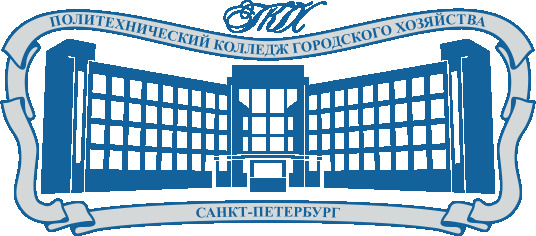 ПКГХ
ПОЛИТЕХНИЧЕСКИЙ КОЛЛЕДЖ ГОРОДСКОГО ХОЗЯЙСТВА
САНКТ-ПЕТЕРБУРГ